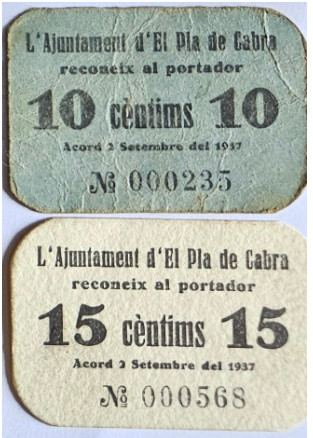 L'Ajuntament d'El Pla de Cabra
reconeix al portador
10 cèntims 10
Acord 2 Setembre del 1937
№ 000235
L'Ajuntament d'El Pla de Cabra
reconeix al portador
15 cèntims 15
Acord 2 Setembre del 1937
№ 000568